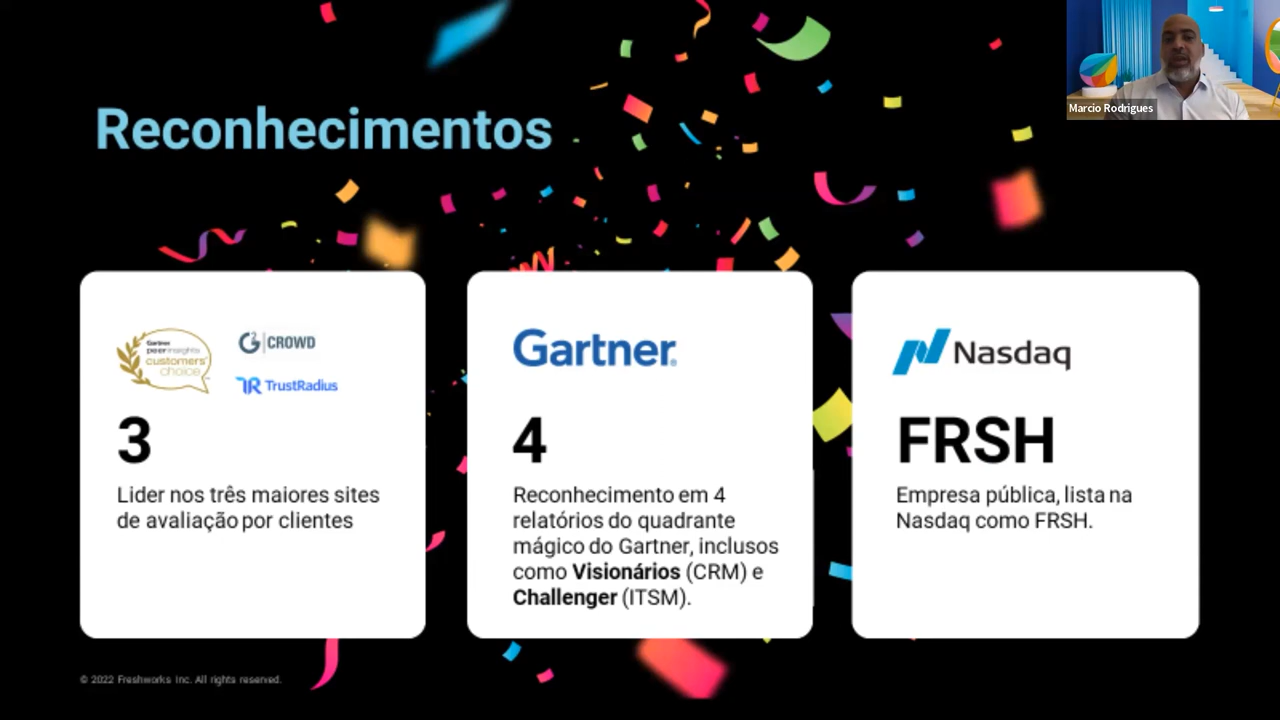 Marcio Rodrigues
Reconhecimentos
Gartner
peer insights
customers'
choice
G2 | CROWD
TrustRadius
3
Lider nos três maiores sites
de avaliação por clientes
Gartner®
4
Reconhecimento em 4
relatórios do quadrante
mágico do Gartner, inclusos
como Visionários (CRM) e
Challenger (ITSM).
Nasdaq
FRSH
Empresa pública, lista na
Nasdaq como FRSH.
© 2022 Freshworks Inc. All rights reserved.